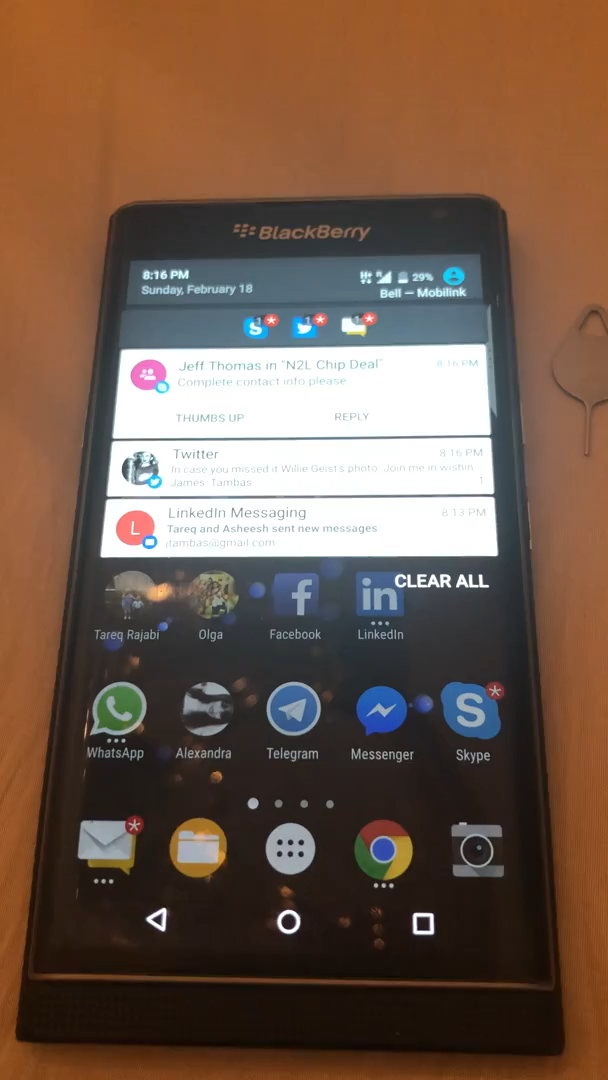 BlackBerry
8:16 PM
29%
Sunday, February 18
Bell — Mobilink
Jeff Thomas in "N2L Chip Deal"
8:16 PM
Complete contact info please
THUMBS UP
REPLY
Twitter
8:16 PM
In case you missed it Willie Geist's photo. Join me in wishin
James Tambas
1
L
LinkedIn Messaging
8:13 PM
Tareq and Asheesh sent new messages
jtambas@gmail.com
CLEAR ALL
Tareq Rajabi
Olga
Facebook
LinkedIn
WhatsApp
Alexandra
Telegram
Messenger
Skype